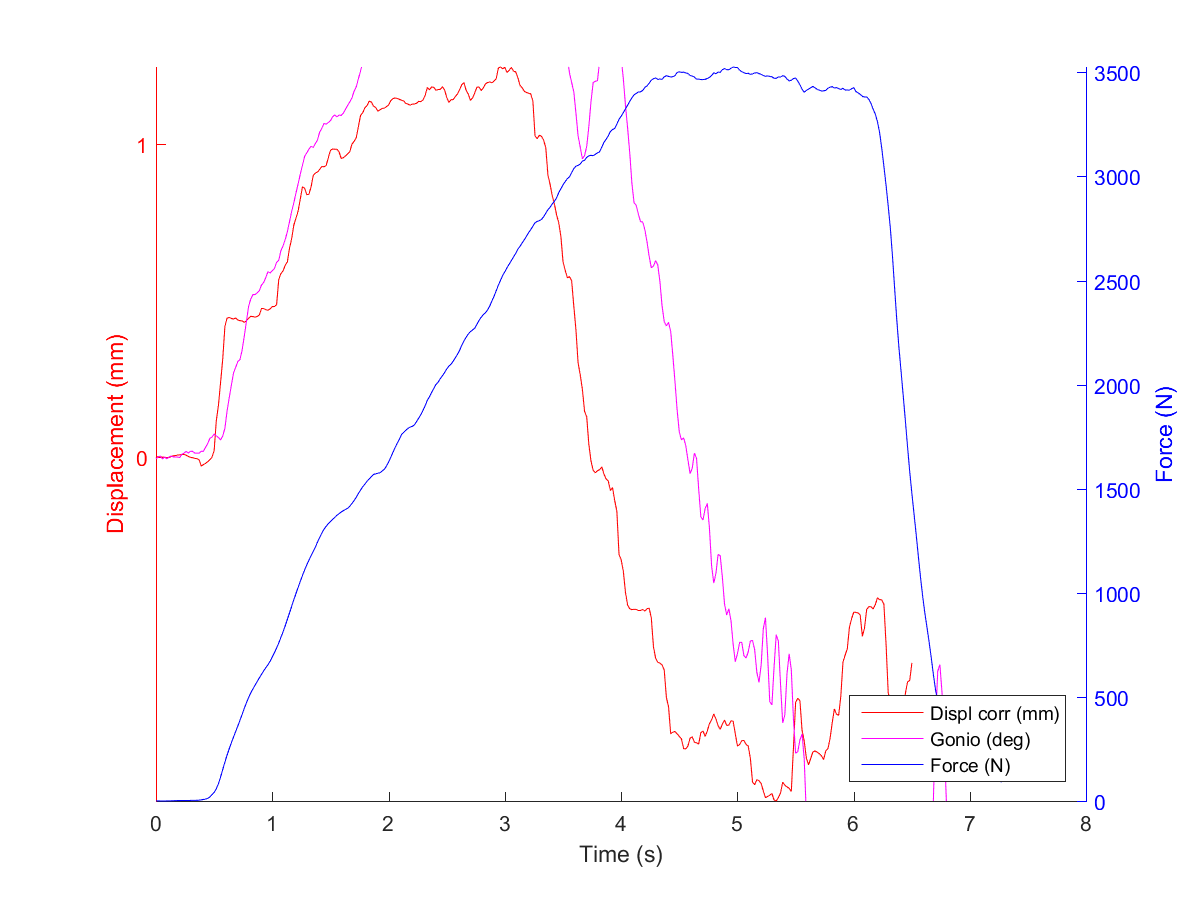 1
0
Displacement (mm)
3500
3000
2500
2000
1500
1000
500
0
Force (N)
Displ corr (mm)
Gonio (deg)
Force (N)
0 1 2 3 4 5 6 7 8
Time (s)